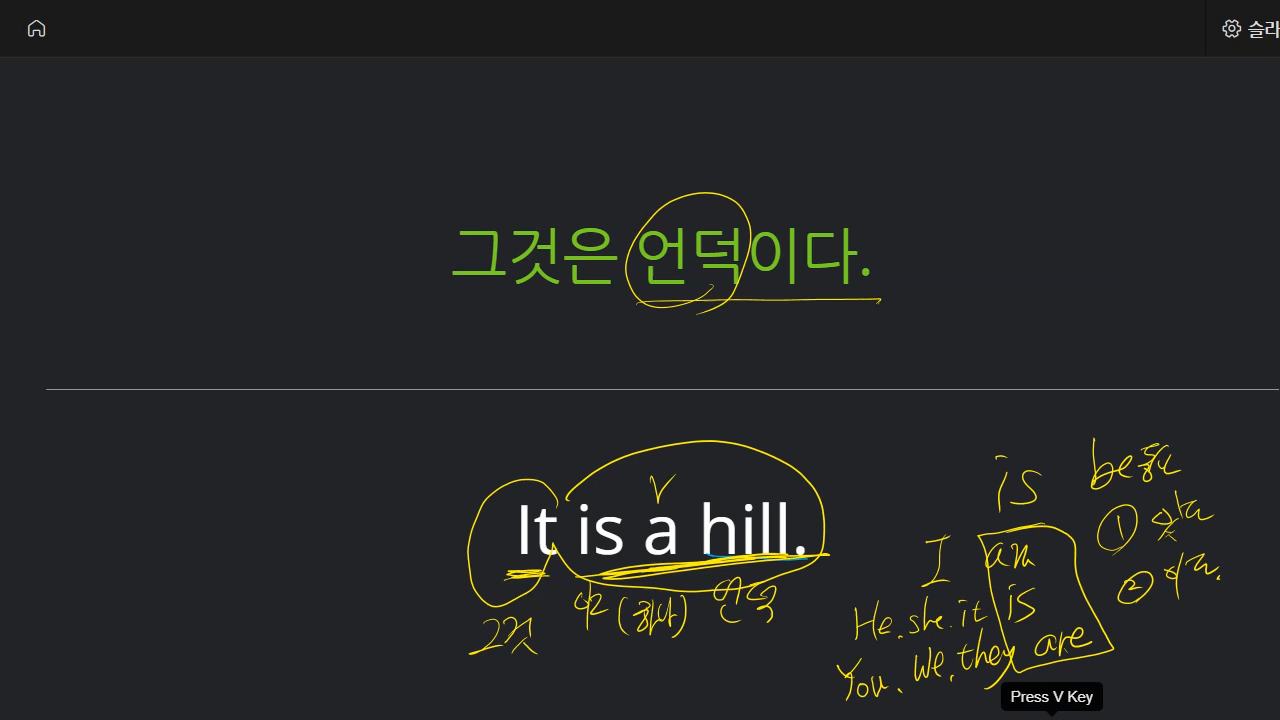 슬라
그것은 언덕이다.
It is a hill.
V
그것
(하나) 언덕
is
I am
He. she. it is
You. We. they are
be동사
① 있다
② 이다.
Press V Key